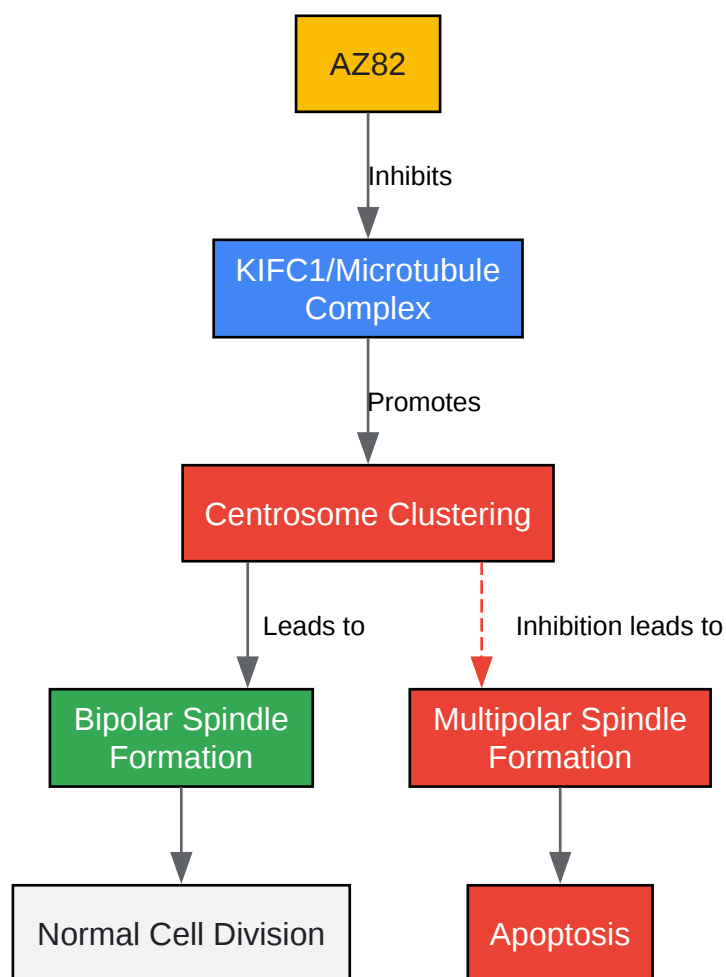 AZ82
Inhibits
KIFC1/Microtubule
Complex
Promotes
Centrosome Clustering
Leads to
Inhibition leads to
Bipolar Spindle
Formation
Multipolar Spindle
Formation
Normal Cell Division
Apoptosis